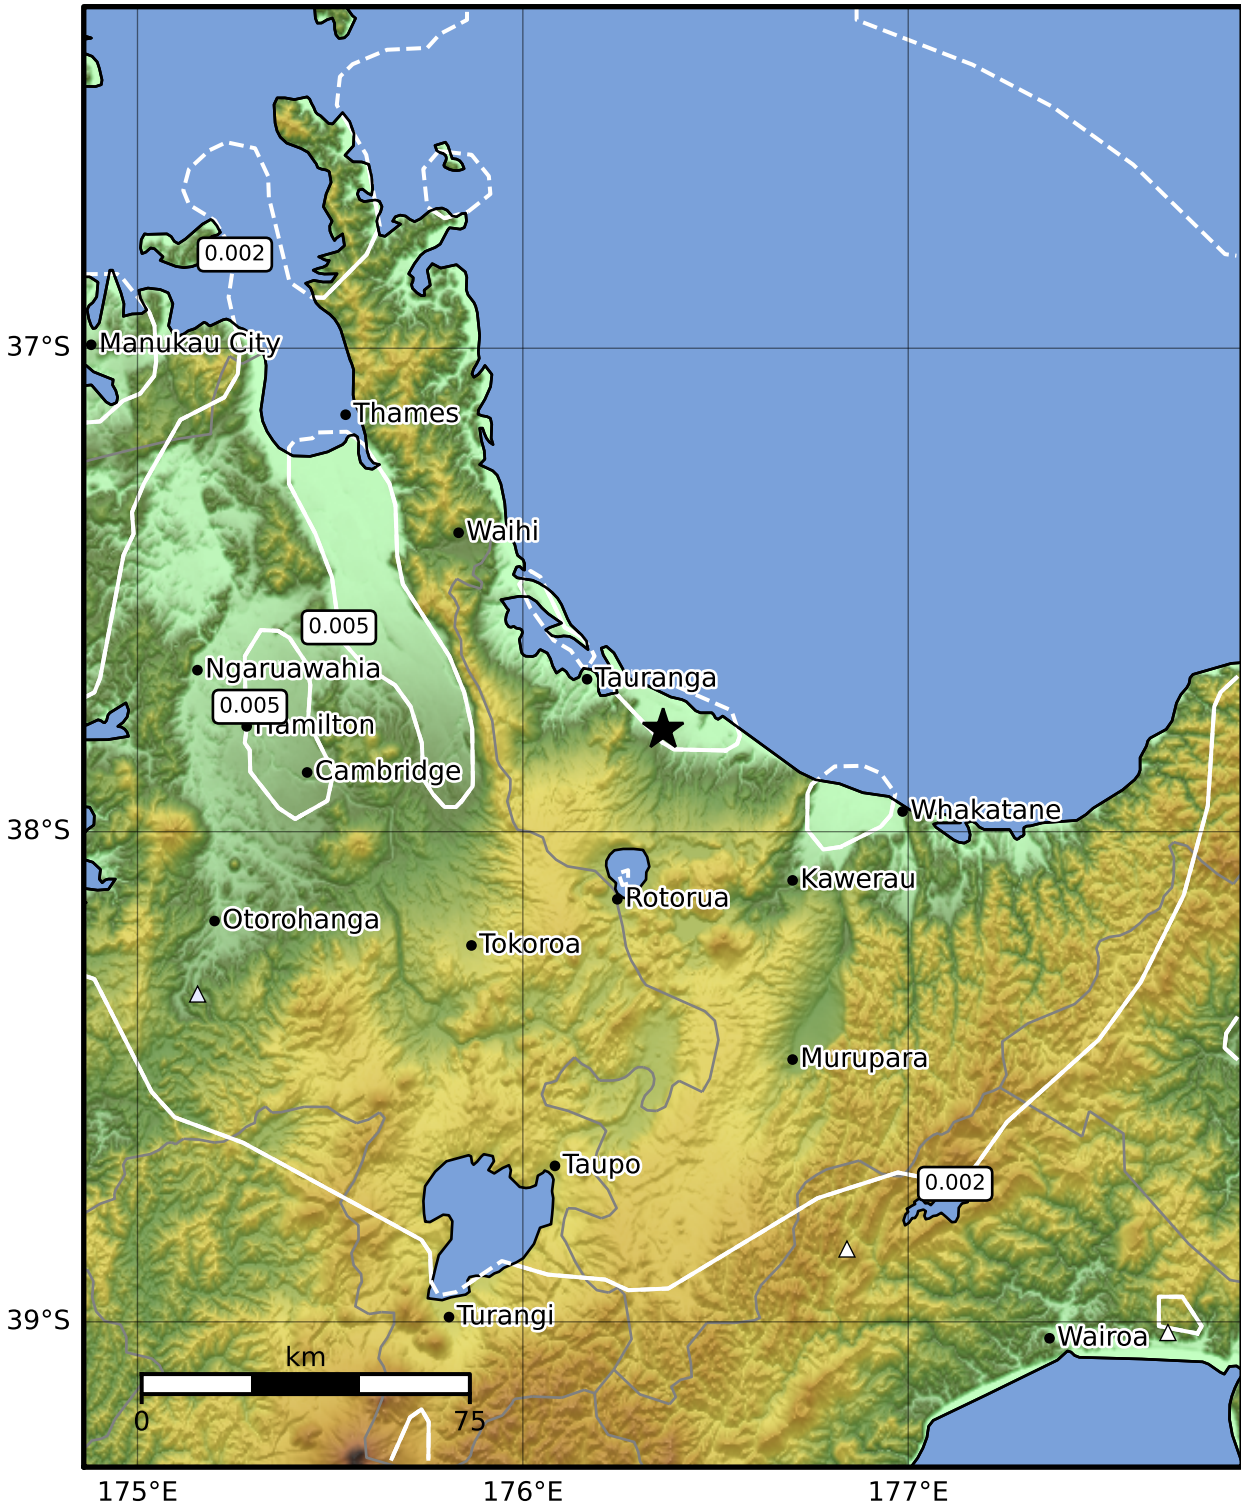 0.002
37°S
Manukau City
Thames
Waihi
0.005
Ngaruawahia
Tauranga
0.005
Hamilton
Cambridge
Whakatane
38°S
Kawerau
Rotorua
Otorohanga
Tokoroa
Murupara
Taupo
0.002
Turangi
39°S
Wairoa
km
0
75
175°E
176°E
177°E